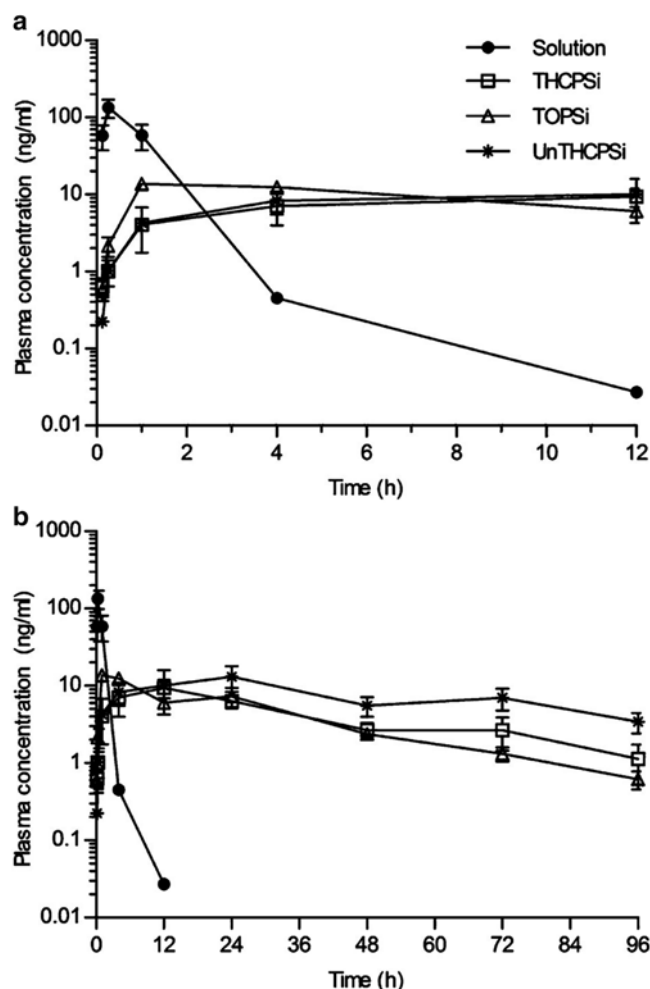 a
1000
100
10
1
0.1
0.01
Plasma concentration (ng/ml)
Solution
THCPSi
TOPSi
UnTHCPSi
0 2 4 6 8 10 12
Time (h)
b
1000
100
10
1
0.1
0.01
Plasma concentration (ng/ml)
0 12 24 36 48 60 72 84 96
Time (h)